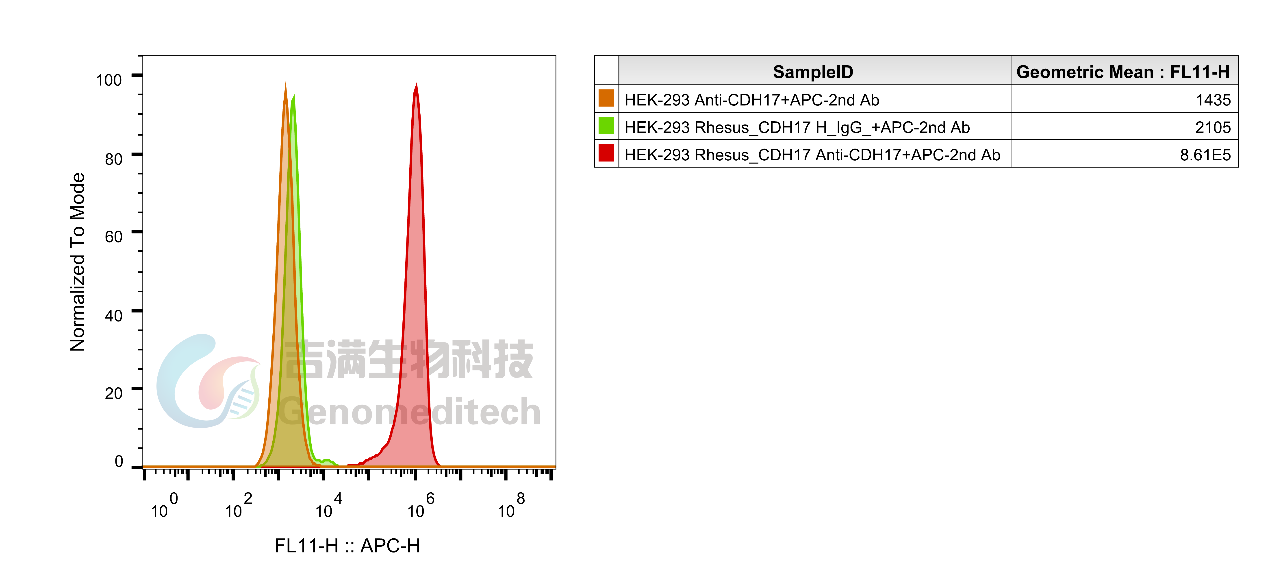 SampleID Geometric Mean : FL11-H
HEK-293 Anti-CDH17+APC-2nd Ab 1435
HEK-293 Rhesus_CDH17 H_IgG_+APC-2nd Ab 2105
HEK-293 Rhesus_CDH17 Anti-CDH17+APC-2nd Ab 8.61E5
Normalized To Mode
100
80
60
40
20
0
吉满生物科技
Genomeditech
10^0 10^2 10^4 10^6 10^8
FL11-H :: APC-H